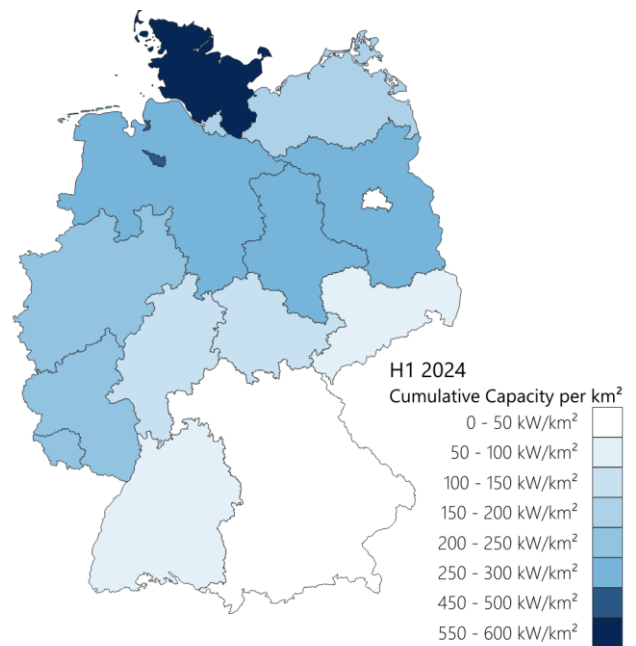 H1 2024
Cumulative Capacity per km²
0 - 50 kW/km²
50 - 100 kW/km²
100 - 150 kW/km²
150 - 200 kW/km²
200 - 250 kW/km²
250 - 300 kW/km²
450 - 500 kW/km²
550 - 600 kW/km²